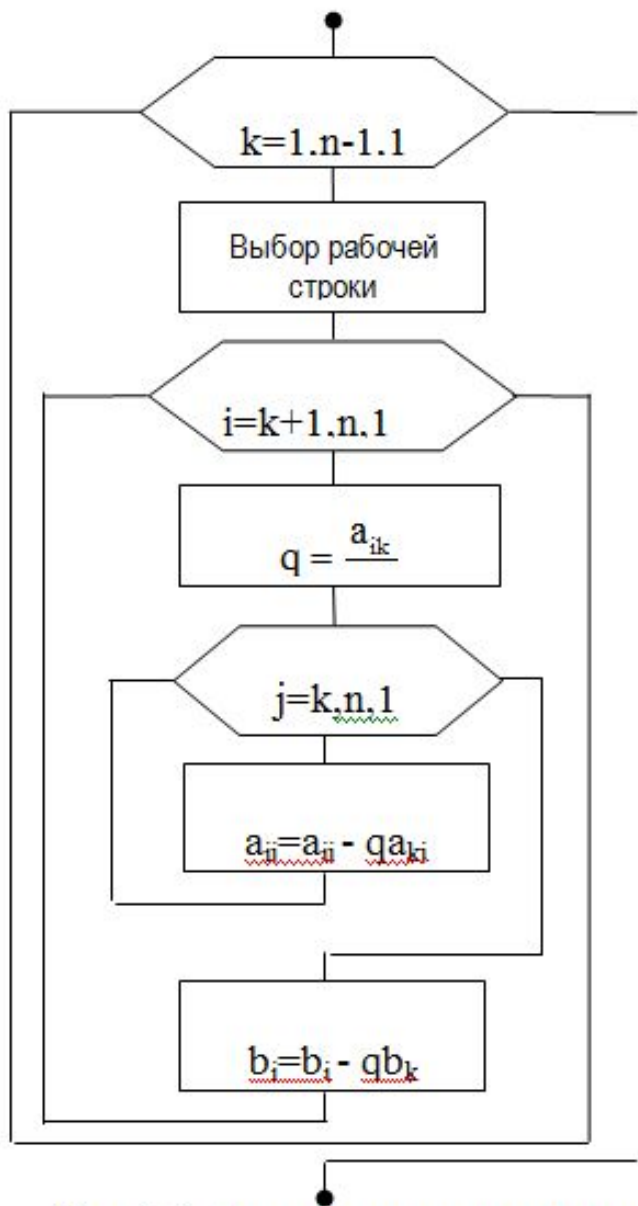 k=1.n-1.1
Выбор рабочей
строки
i=k+1,n,1
q = a_ik
j=k,n,1
a_ij=a_ij - qa_kj
b_i=b_i - qb_k